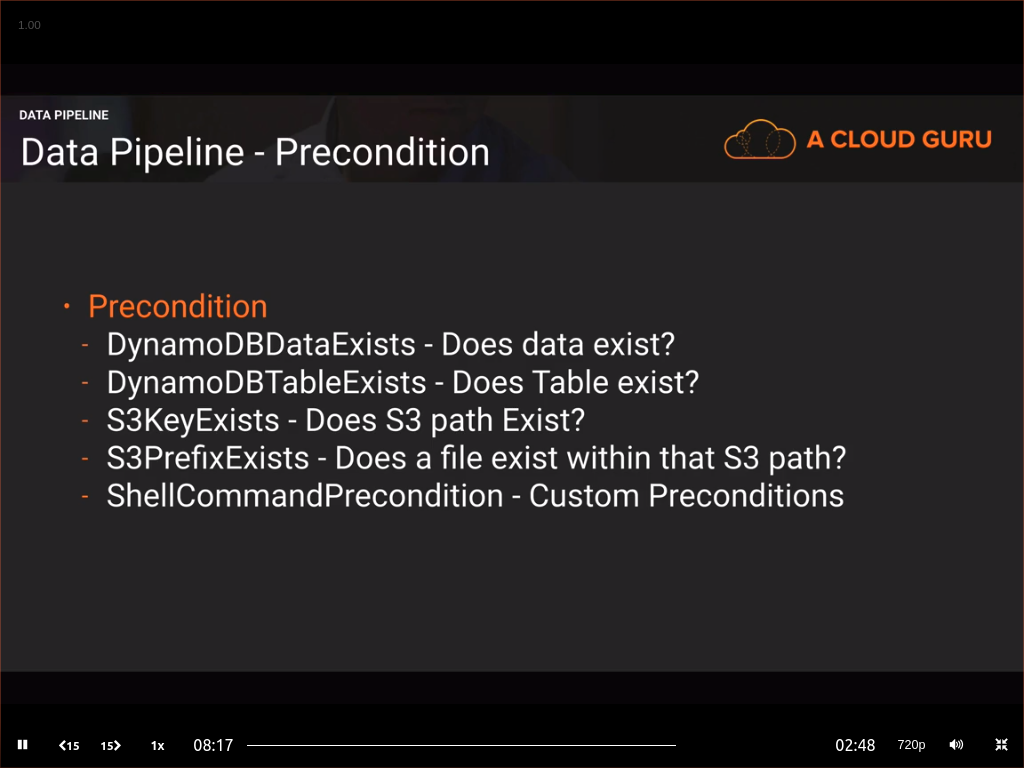 1.00
DATA PIPELINE
Data Pipeline - Precondition
A CLOUD GURU
• Precondition
- DynamoDBDataExists - Does data exist?
- DynamoDBTableExists - Does Table exist?
- S3KeyExists - Does S3 path Exist?
- S3PrefixExists - Does a file exist within that S3 path?
- ShellCommandPrecondition - Custom Preconditions
15 15 1x 08:17 02:48 720p